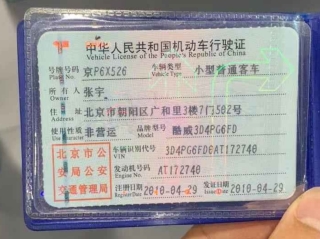 中华人民共和国机动车行驶证
Vehicle License of the People's Republic of China
号牌号码 京P6X526 车辆类型 小型普通客车
Plate No. Vehicle Type
所有人 张宇
Owner
住址 北京市朝阳区广和里3楼7门502号
Address
使用性质 非营运 品牌型号 酷威3D4PG6FD
Use Character Model
北京市公安局公安交通管理局
车辆识别代号 3D4PG6FD6AT172740
VIN
发动机号码 AT172740
Engine No.
注册日期 2010-04-29 发证日期 2010-04-29
Register Date Issue Date